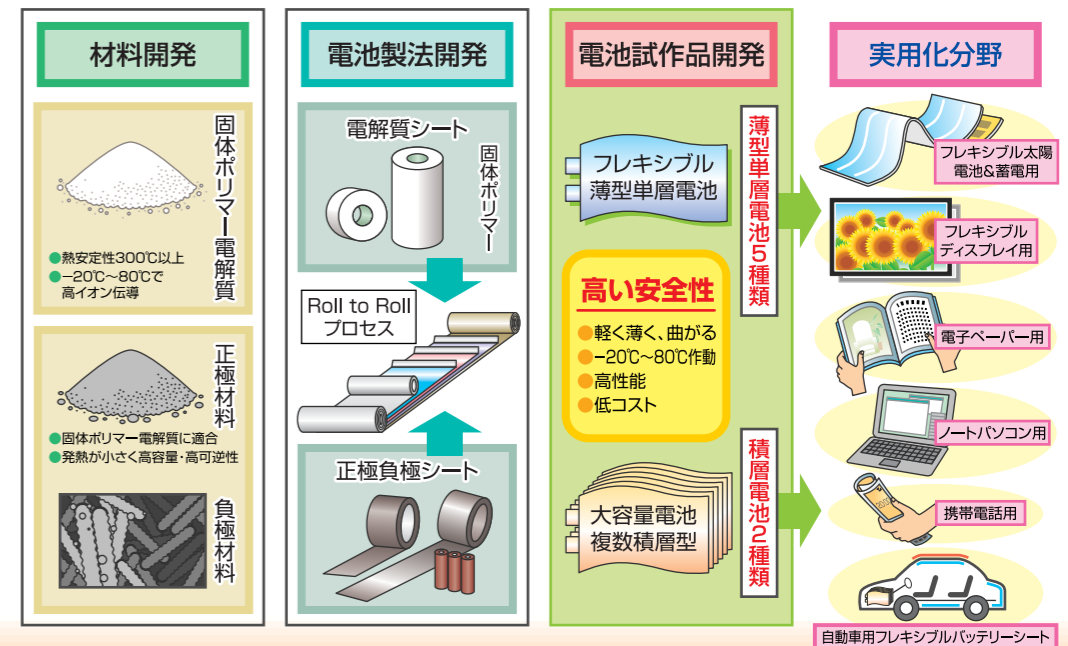 材料開発
固体ポリマー電解質
●熱安定性300℃以上
●−20℃〜80℃で
高イオン伝導
正極材料
●固体ポリマー電解質に適合
●発熱が小さく高容量・高可逆性
負極材料
電池製法開発
電解質シート
固体ポリマー
Roll to Roll
プロセス
正極負極シート
電池試作品開発
フレキシブル
薄型単層電池
薄型単層電池5種類
高い安全性
●軽く薄く、曲がる
●−20℃〜80℃作動
●高性能
●低コスト
大容量電池
複数積層型
積層電池2種類
実用化分野
フレキシブル太陽
電池&蓄電用
フレキシブル
ディスプレイ用
電子ペーパー用
ノートパソコン用
携帯電話用
自動車用フレキシブルバッテリーシート